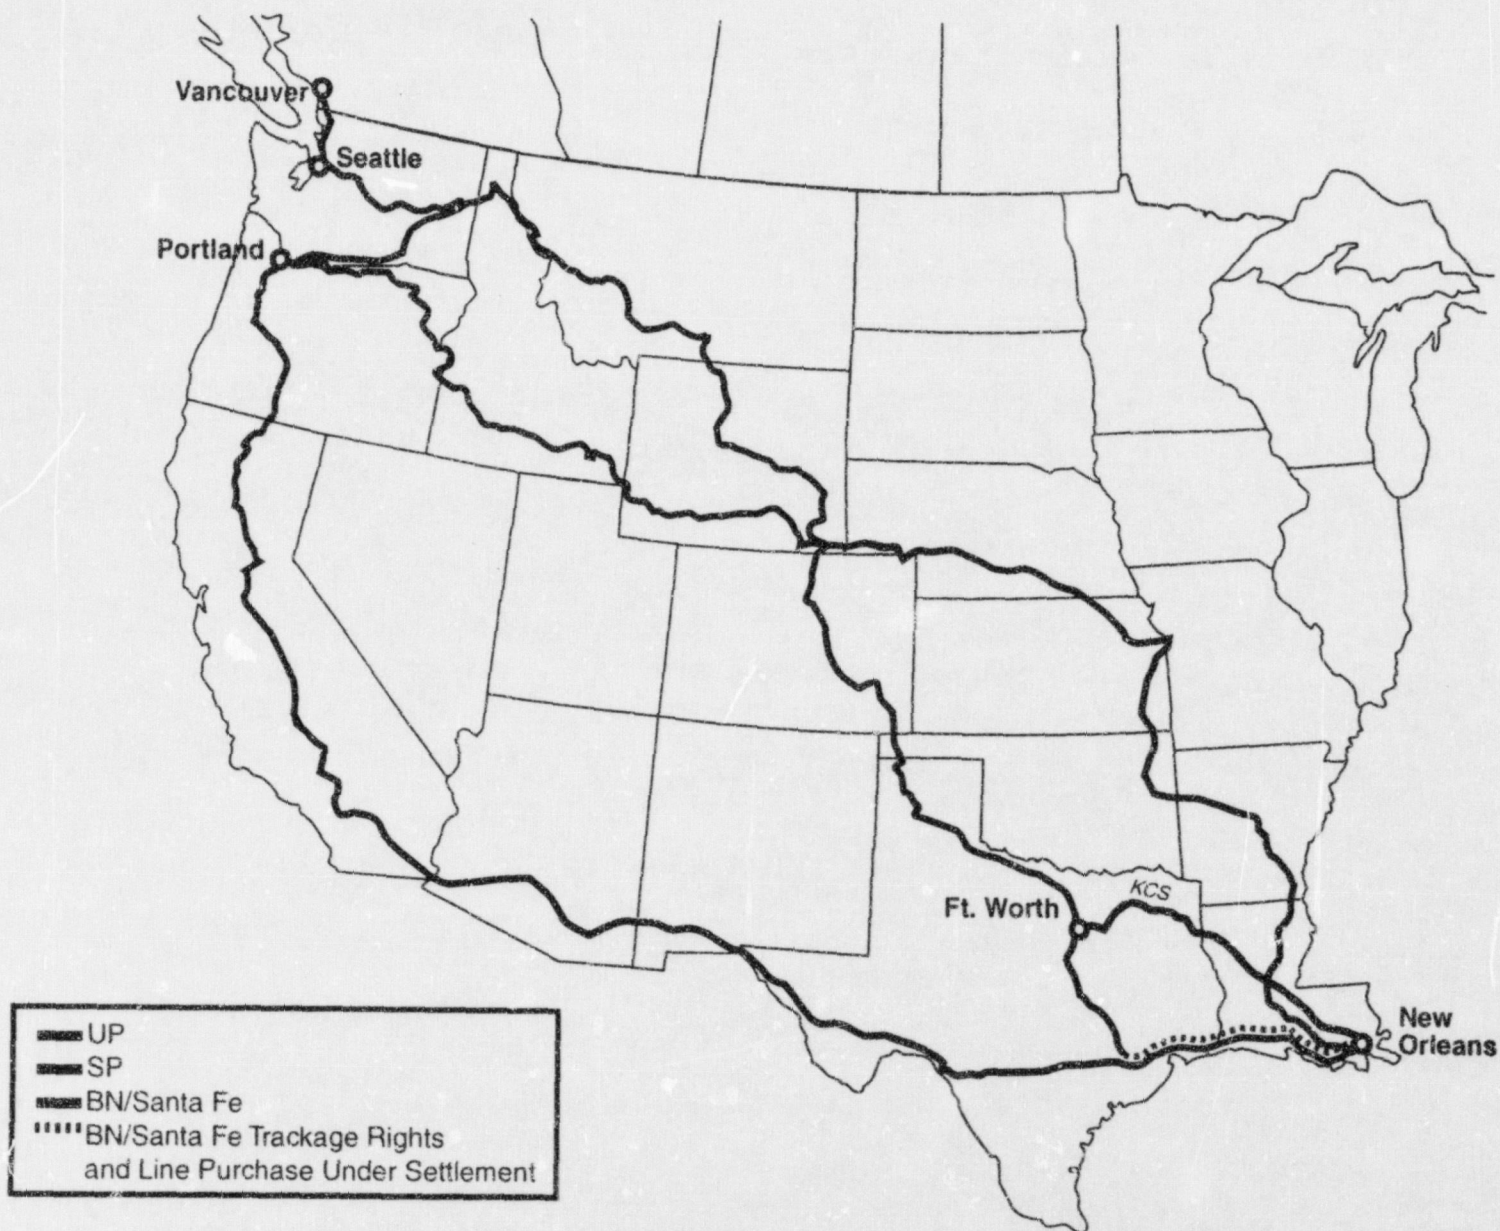 Vancouver
Seattle
Portland
KCS
Ft. Worth
New
Orleans
UP
SP
BN/Santa Fe
BN/Santa Fe Trackage Rights
and Line Purchase Under Settlement